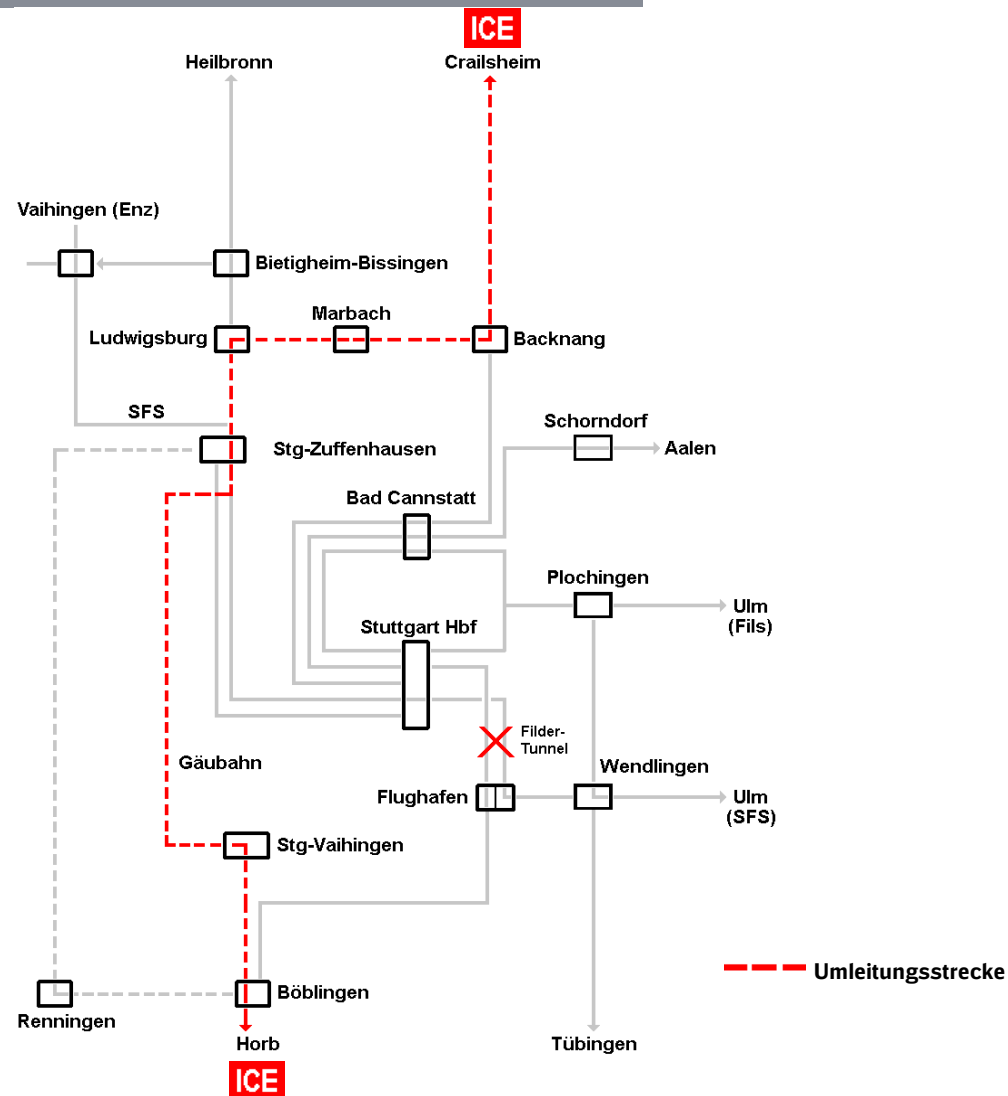 ICE
Heilbronn
Crailsheim
Vaihingen (Enz)
Bietigheim-Bissingen
Marbach
Ludwigsburg
Backnang
SFS
Schorndorf
Stg-Zuffenhausen
Aalen
Bad Cannstatt
Plochingen
Ulm
(Fils)
Stuttgart Hbf
Filder-
Tunnel
Gäubahn
Wendlingen
Flughafen
Ulm
(SFS)
Stg-Vaihingen
Umleitungsstrecke
Böblingen
Renningen
Horb
Tübingen
ICE